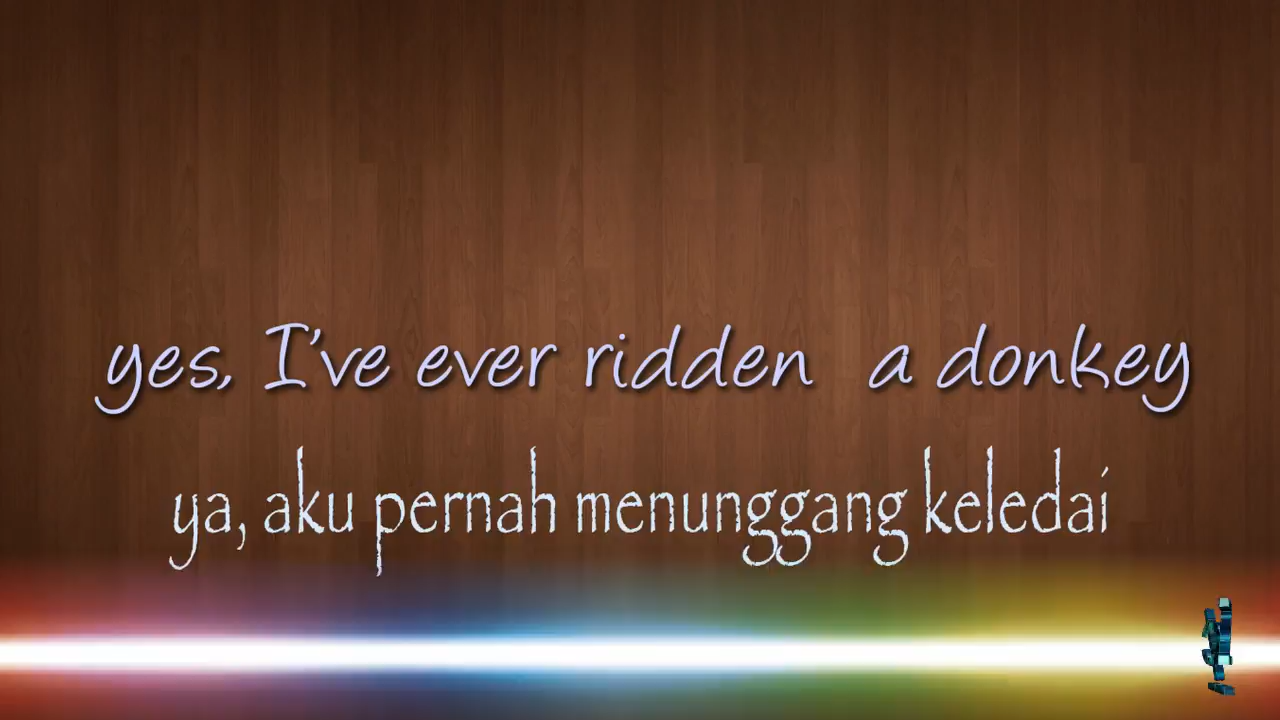 yes, I've ever ridden a donkey
ya, aku pernah menunggang keledai